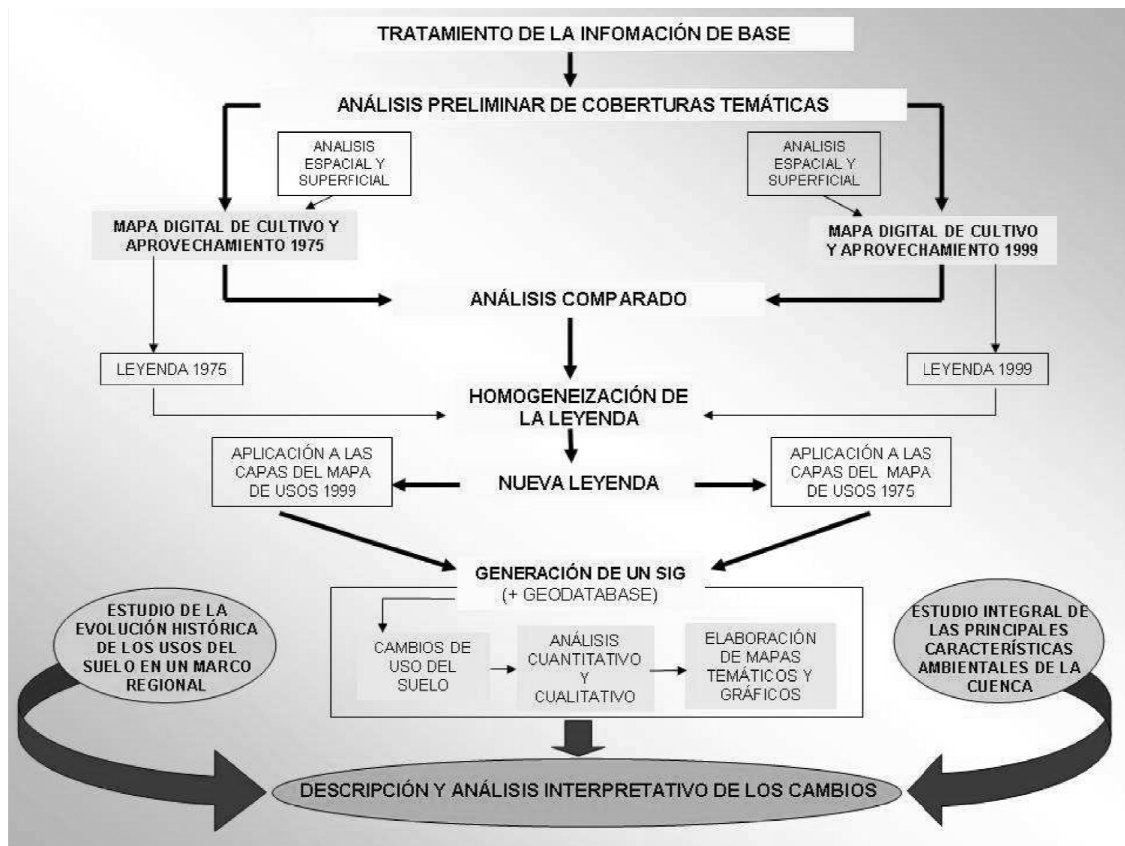 TRATAMIENTO DE LA INFOMACIÓN DE BASE
ANÁLISIS PRELIMINAR DE COBERTURAS TEMÁTICAS
ANALISIS
ESPACIAL Y
SUPERFICIAL
ANALISIS
ESPACIAL Y
SUPERFICIAL
MAPA DIGITAL DE CULTIVO Y
APROVECHAMIENTO 1975
MAPA DIGITAL DE CULTIVO
Y APROVECHAMIENTO 1999
ANÁLISIS COMPARADO
LEYENDA 1975
LEYENDA 1999
HOMOGENEIZACIÓN DE
LA LEYENDA
APLICACIÓN A LAS
CAPAS DEL MAPA
DE USOS 1999
NUEVA LEYENDA
APLICACIÓN A LAS
CAPAS DEL MAPA
DE USOS 1975
GENERACIÓN DE UN SIG
(+ GEODATABASE)
ESTUDIO DE LA
EVOLUCIÓN HISTÓRICA
DE LOS USOS DEL
SUELO EN UN MARCO
REGIONAL
CAMBIOS DE
USO DEL
SUELO
ANÁLISIS
CUANTITATIVO
Y
CUALITATIVO
ELABORACIÓN
DE MAPAS
TEMÁTICOS Y
GRÁFICOS
ESTUDIO INTEGRAL DE
LAS PRINCIPALES
CARACTERÍSTICAS
AMBIENTALES DE LA
CUENCA
DESCRIPCIÓN Y ANÁLISIS INTERPRETATIVO DE LOS CAMBIOS